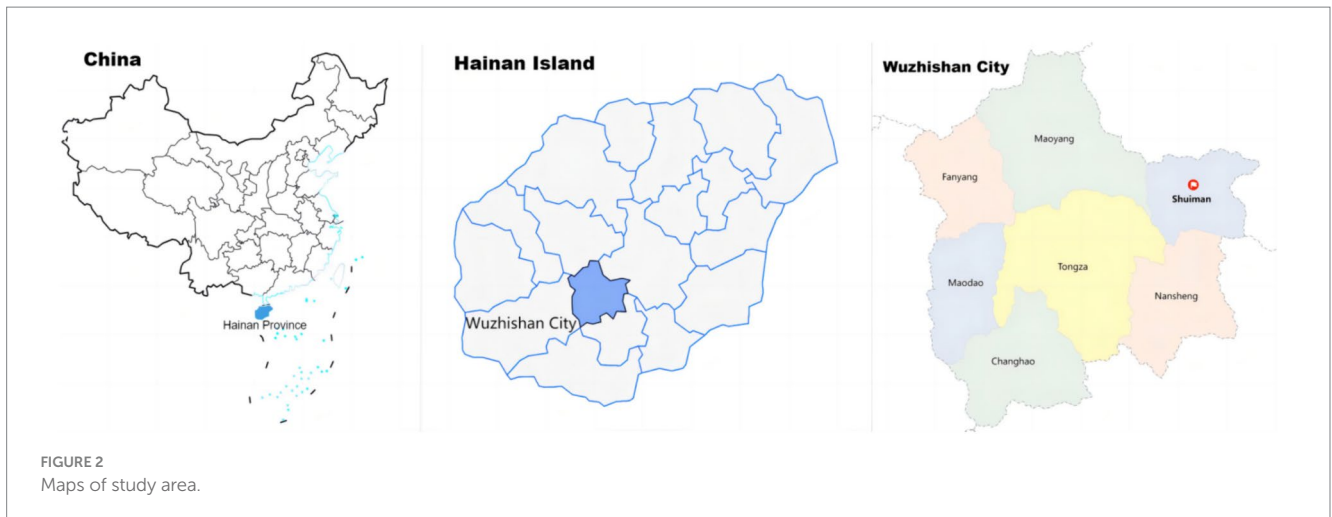 China
Hainan Province
Hainan Island
Wuzhishan City
Wuzhishan City
Maoyang
Fanyang
Shuiman
Tongza
Maodao
Nansheng
Changhao
FIGURE 2
Maps of study area.